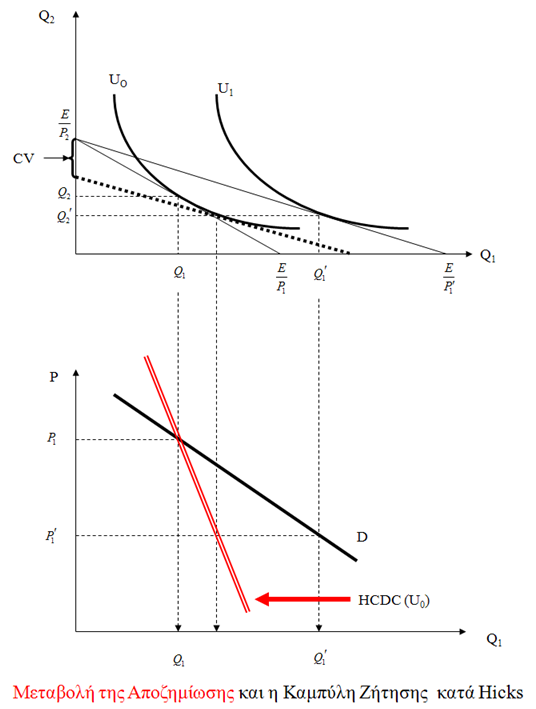 Q₂
U₀
U₁
E/P₂
CV
Q₂
Q₂′
Q₁
Q₁
E/P₁
Q₁′
E/P₁′
P
P₁
P₁′
D
HCDC (U₀)
Q₁
Q₁
Q₁′
Μεταβολή της Αποζημίωσης και η Καμπύλη Ζήτησης κατά Hicks